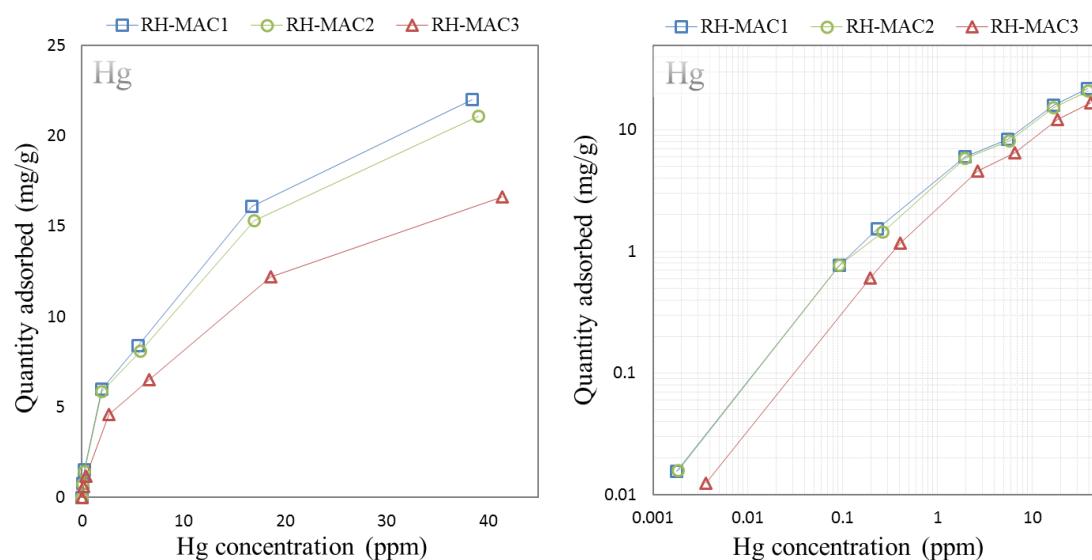 RH-MAC1 RH-MAC2 RH-MAC3
Hg
25
20
15
10
5
0
Quantity adsorbed (mg/g)
0 10 20 30 40
Hg concentration (ppm)
RH-MAC1 RH-MAC2 RH-MAC3
Hg
10
1
0.1
0.01
Quantity adsorbed (mg/g)
0.001 0.01 0.1 1 10
Hg concentration (ppm)